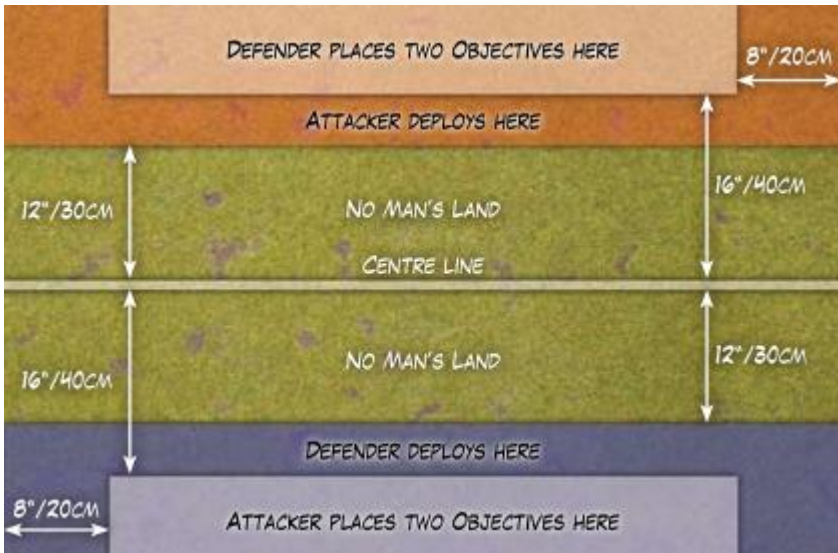 DEFENDER PLACES TWO OBJECTIVES HERE
8"/20CM
ATTACKER DEPLOYS HERE
16"/40CM
12"/30CM
NO MAN'S LAND
CENTRE LINE
NO MAN'S LAND
12"/30CM
16"/40CM
DEFENDER DEPLOYS HERE
8"/20CM
ATTACKER PLACES TWO OBJECTIVES HERE